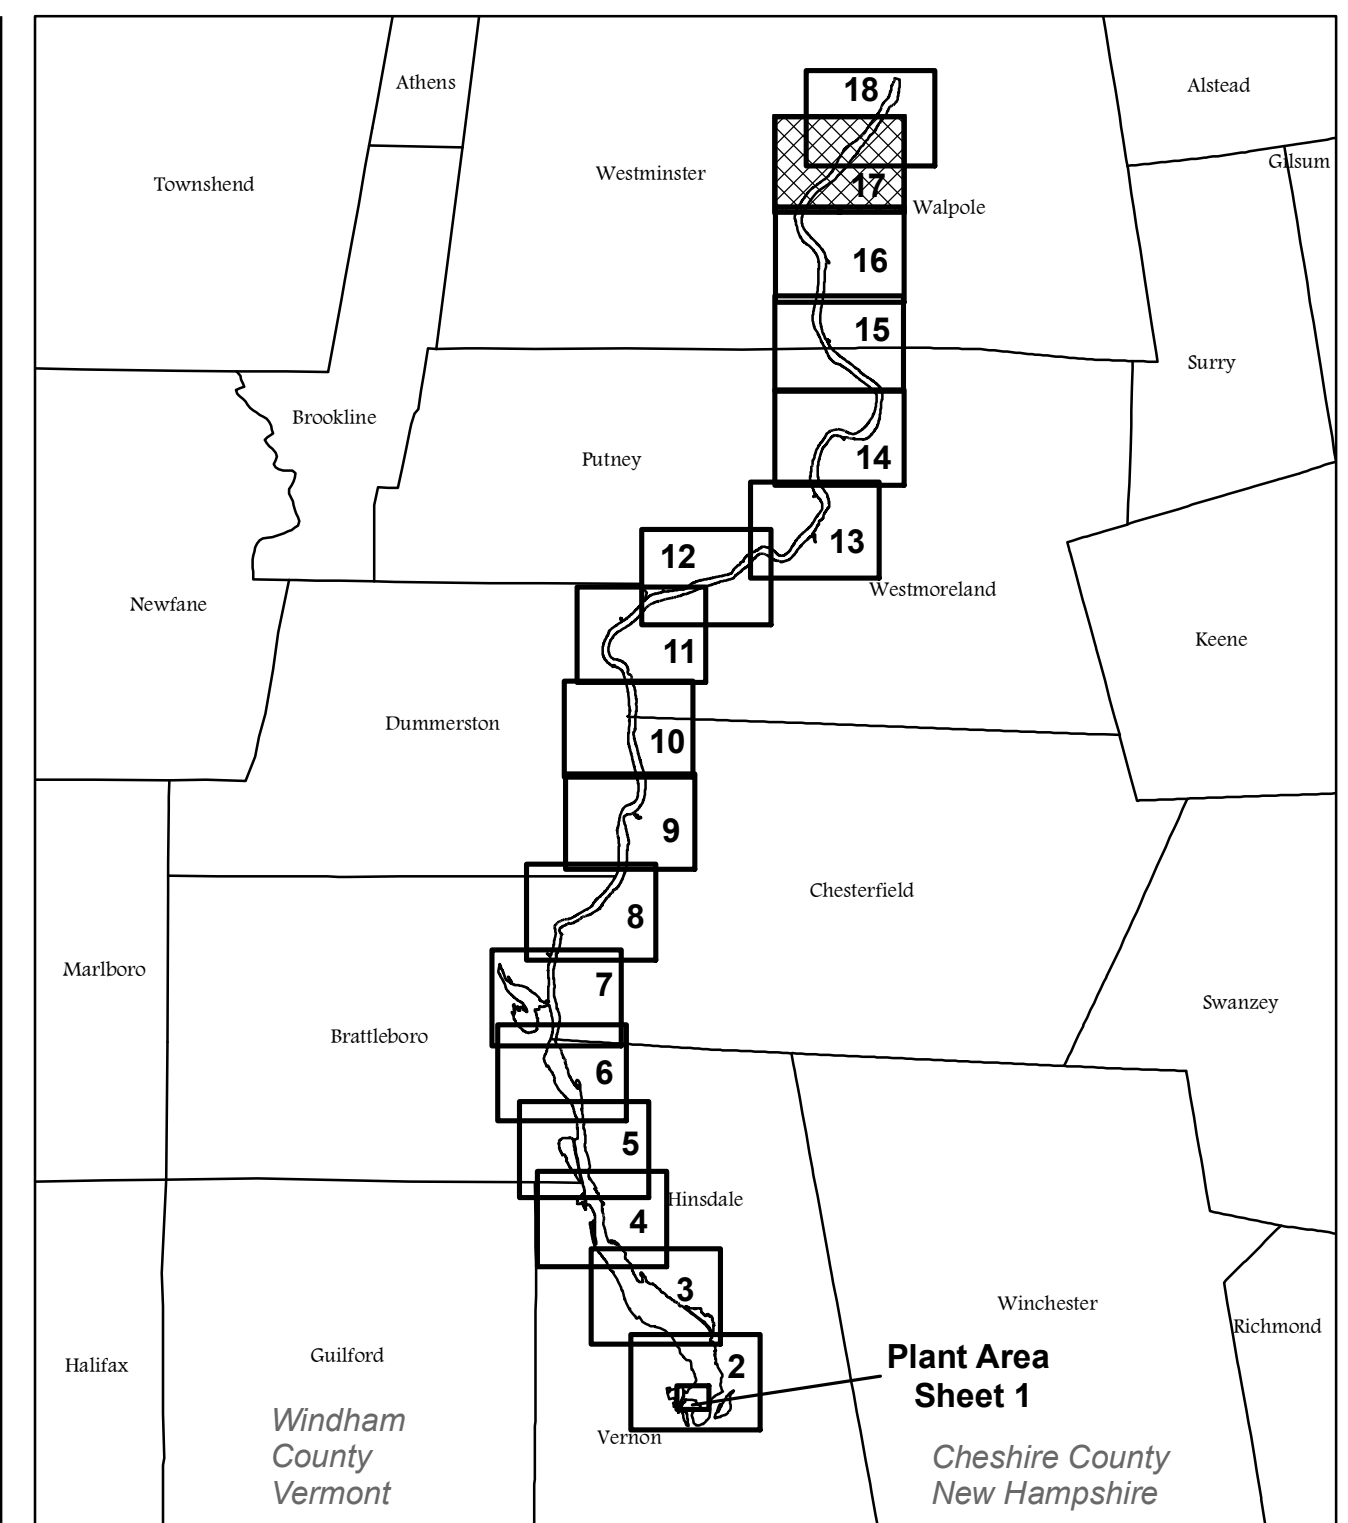 Athens
18
Alstead
Gilsum
Townshend
Westminster
17
Walpole
16
15
Surry
Brookline
Putney
14
13
12
Westmoreland
Newfane
Keene
11
Dummerston
10
9
Chesterfield
8
Marlboro
7
Swanzey
Brattleboro
6
5
Hinsdale
4
3
Winchester
Richmond
Halifax
Guilford
2
Plant Area
Sheet 1
Vernon
Windham
County
Vermont
Cheshire County
New Hampshire